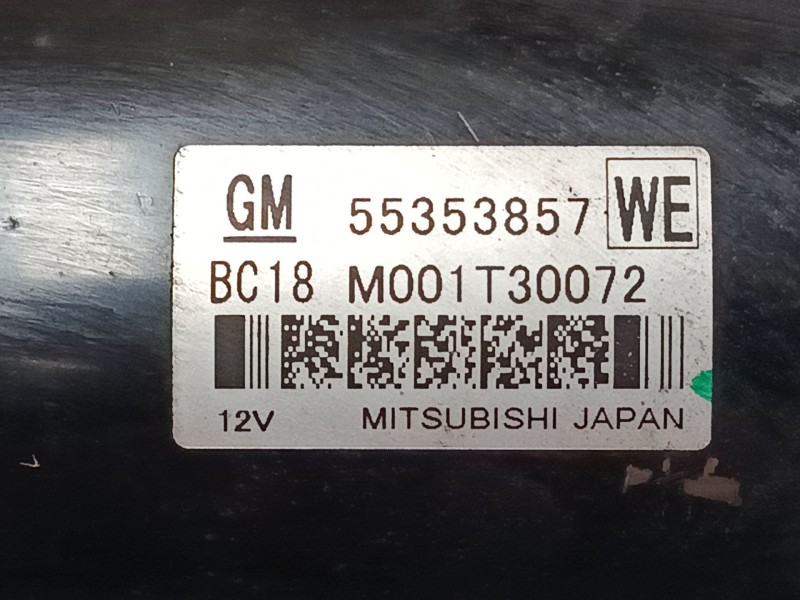 GM 55353857 WE
BC18 M001T30072
12V MITSUBISHI JAPAN